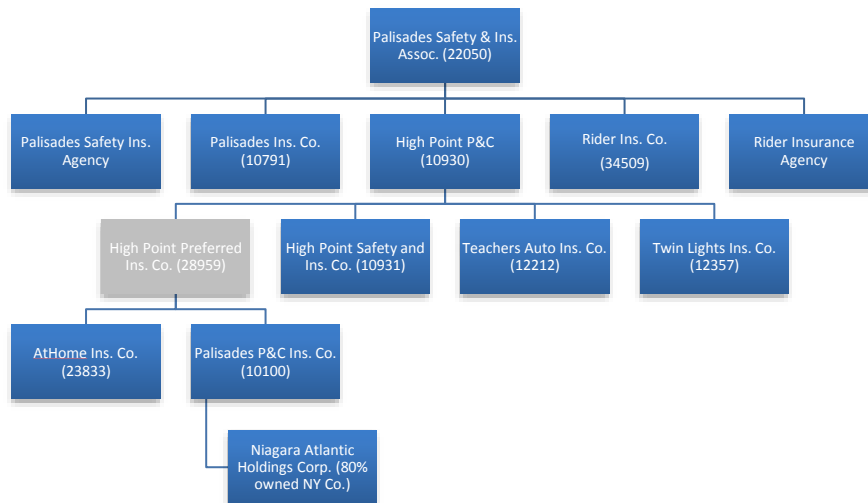 Palisades Safety & Ins.
Assoc. (22050)
Palisades Safety Ins.
Agency
Palisades Ins. Co.
(10791)
High Point P&C
(10930)
Rider Ins. Co.
(34509)
Rider Insurance
Agency
High Point Preferred
Ins. Co. (28959)
High Point Safety and
Ins. Co. (10931)
Teachers Auto Ins. Co.
(12212)
Twin Lights Ins. Co.
(12357)
AtHome Ins. Co.
(23833)
Palisades P&C Ins. Co.
(10100)
Niagara Atlantic
Holdings Corp. (80%
owned NY Co.)